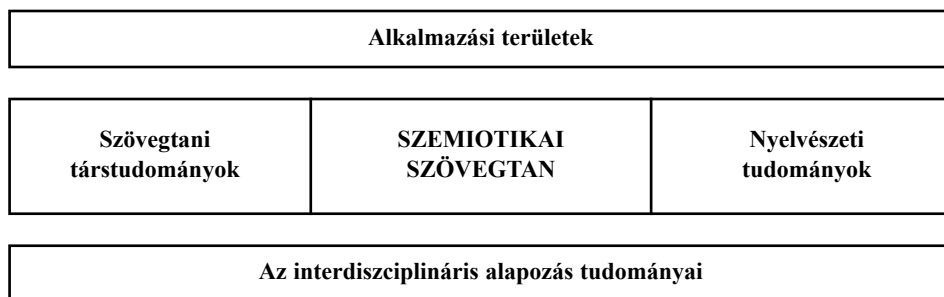 Alkalmazási területek
Szövegtani
társtudományok
SZEMIOTIKAI
SZÖVEGTAN
Nyelvészeti
tudományok
Az interdiszciplináris alapozás tudományai